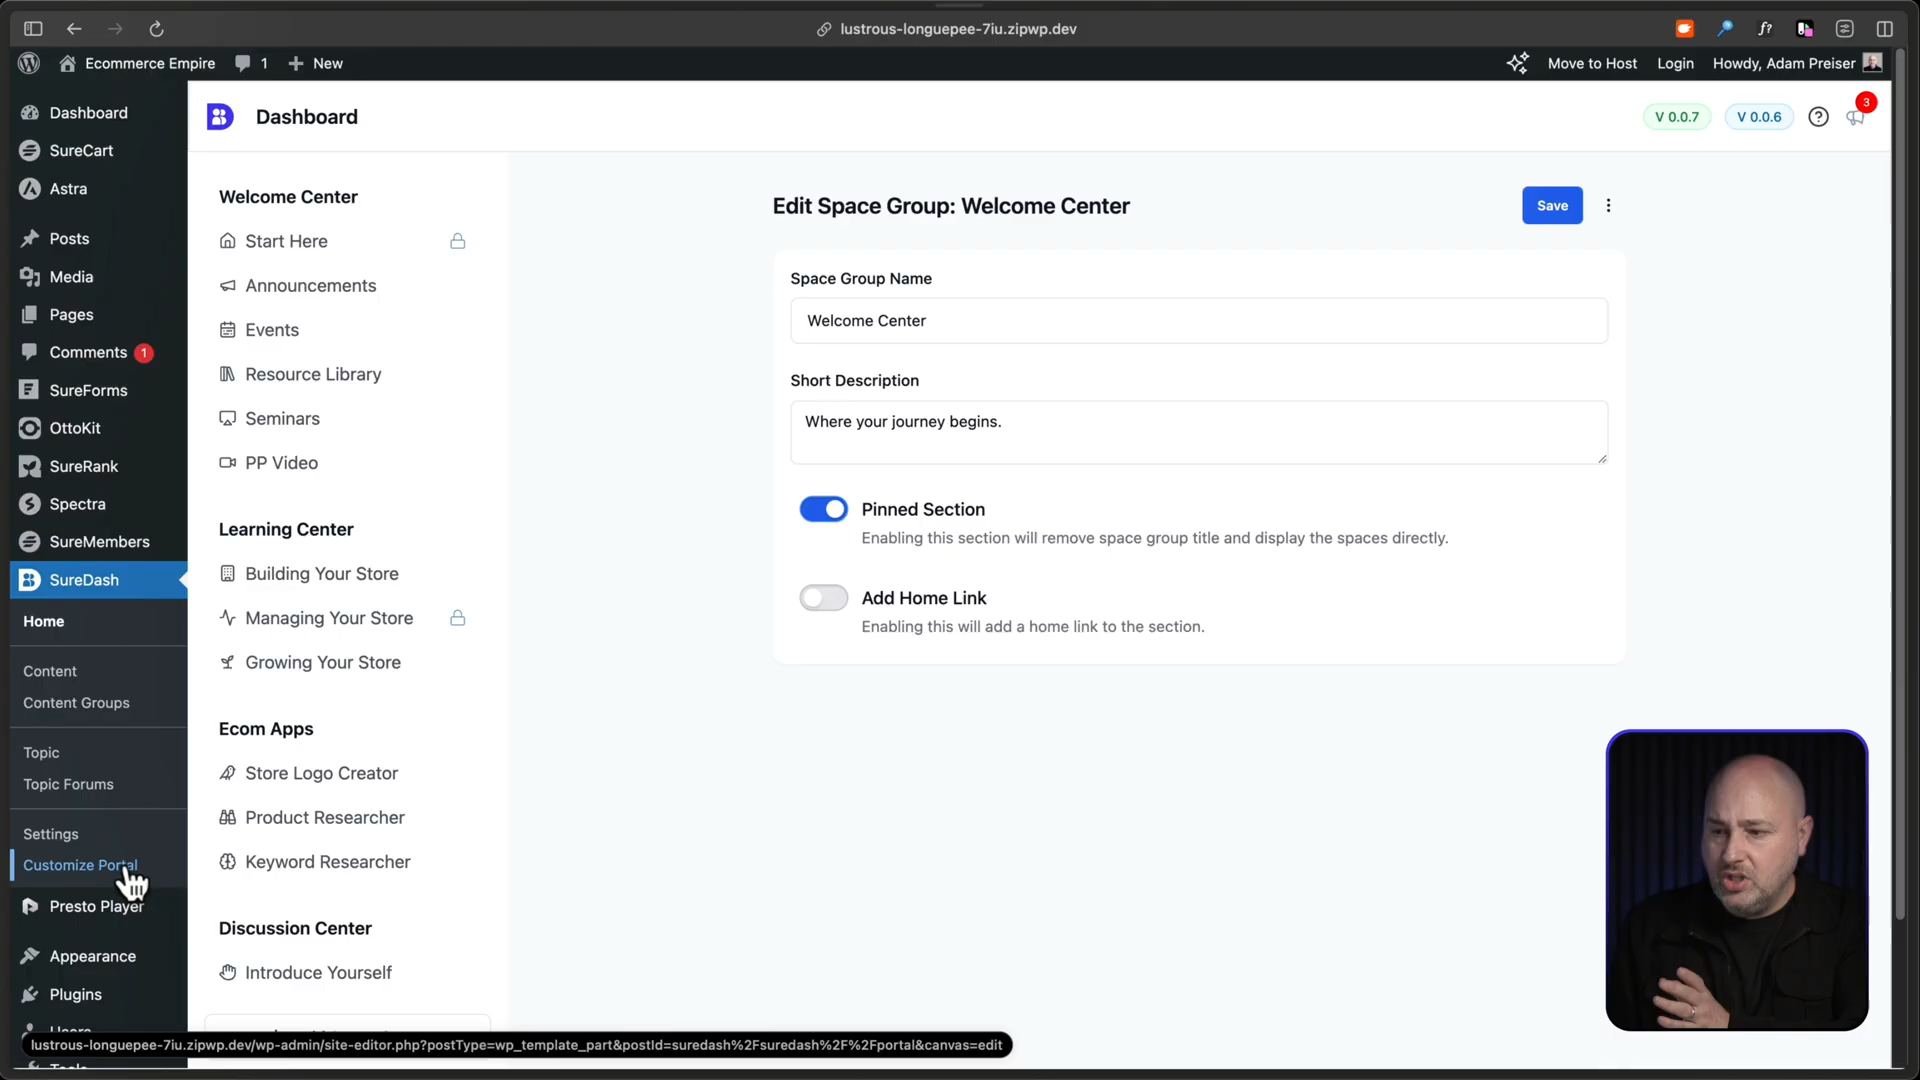 lustrous-longuepee-7iu.zipwp.dev
Ecommerce Empire
1
New
Move to Host
Login
Howdy, Adam Preiser
Dashboard
SureCart
Astra
Posts
Media
Pages
Comments 1
SureForms
OttoKit
SureRank
Spectra
SureMembers
SureDash
Home
Content
Content Groups
Topic
Topic Forums
Settings
Customize Portal
Presto Player
Appearance
Plugins
Users
Tools
Dashboard
V 0.0.7
V 0.0.6
3
Welcome Center
Start Here
Announcements
Events
Resource Library
Seminars
PP Video
Learning Center
Building Your Store
Managing Your Store
Growing Your Store
Ecom Apps
Store Logo Creator
Product Researcher
Keyword Researcher
Discussion Center
Introduce Yourself
Edit Space Group: Welcome Center
Save
Space Group Name
Welcome Center
Short Description
Where your journey begins.
Pinned Section
Enabling this section will remove space group title and display the spaces directly.
Add Home Link
Enabling this will add a home link to the section.
lustrous-longuepee-7iu.zipwp.dev/wp-admin/site-editor.php?postType=wp_template_part&postId=suredash%2Fsuredash%2F%2Fportal&canvas=edit